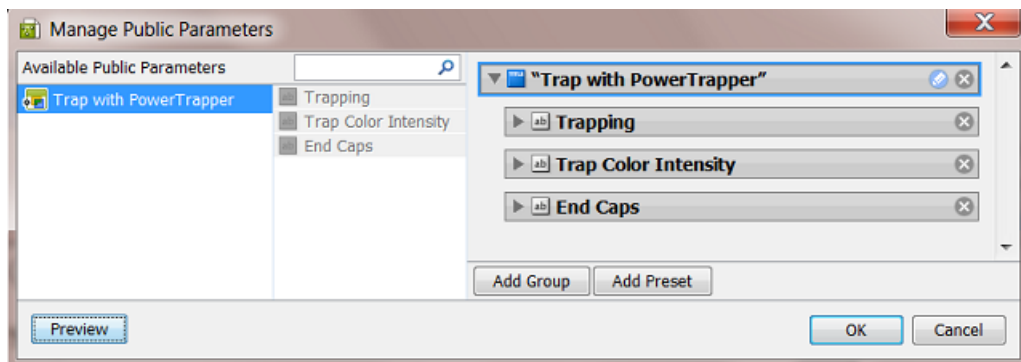 Manage Public Parameters
Available Public Parameters
Trap with PowerTrapper
Trapping
Trap Color Intensity
End Caps
"Trap with PowerTrapper"
Trapping
Trap Color Intensity
End Caps
Add Group
Add Preset
Preview
OK
Cancel